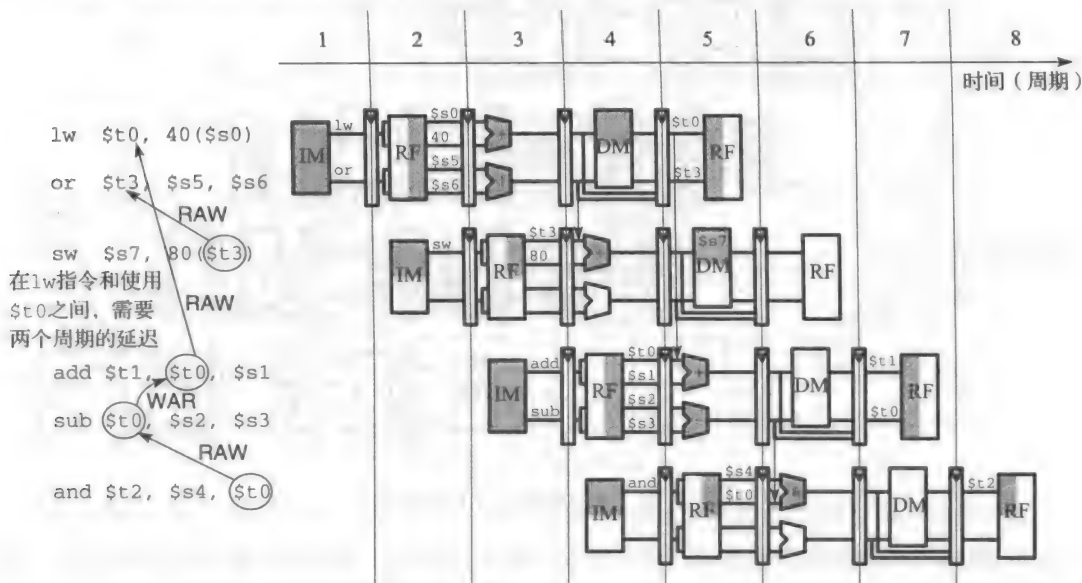 1 2 3 4 5 6 7 8
时间（周期）
lw $t0, 40($s0)
or $t3, $s5, $s6
RAW
sw $s7, 80($t3)
在lw指令和使用
$t0之间，需要
两个周期的延迟
RAW
add $t1, $t0, $s1
WAR
sub $t0, $s2, $s3
RAW
and $t2, $s4, $t0
IM
lw
or
RF
$s0
40
$s5
$s6
+
DM
$t0
$t3
RF
IM
sw
RF
$t3
80
+
$s7
DM
RF
IM
add
sub
RF
$t0
$s1
$s2
$s3
+
-
DM
$t1
$t0
RF
IM
and
RF
$s4
$t0
&
DM
$t2
RF